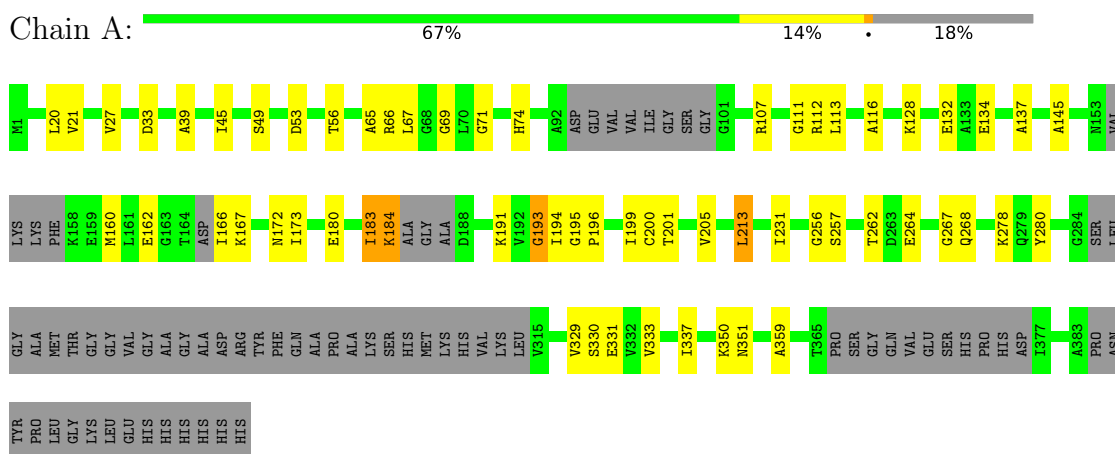 Chain A:
67% 14% • 18%
M1 L20 V21 V27 D33 A39 I45 S49 D53 T56 A65 R66 L67 G68 G69 L70 G71 H74 A92 ASP GLU VAL VAL ILE GLY SER GLY G101 R107 G111 R112 L113 A116 K128 E132 A133 E134 A137 A145 N153 VAL
LYS LYS PHE K158 E159 M160 L161 E162 G163 T164 ASP I166 K167 N172 I173 E180 I183 K184 ALA GLY ALA D188 K191 V192 G193 I194 G195 P196 I199 C200 T201 V205 L213 I231 G256 S257 T262 D263 E264 G267 Q268 K278 Q279 Y280 G284 SER LEU
GLY ALA MET THR GLY GLY VAL GLY ALA GLY ALA ASP ARG TYR PHE GLN ALA PRO ALA LYS SER HIS MET LYS HIS VAL LYS LEU V315 V329 S330 E331 V332 V333 I337 K350 N351 A359 T365 PRO SER GLY GLN VAL GLU SER HIS PRO HIS ASP I377 A383 PRO ASN
TYR PRO LEU GLY LYS LEU GLU HIS HIS HIS HIS HIS HIS